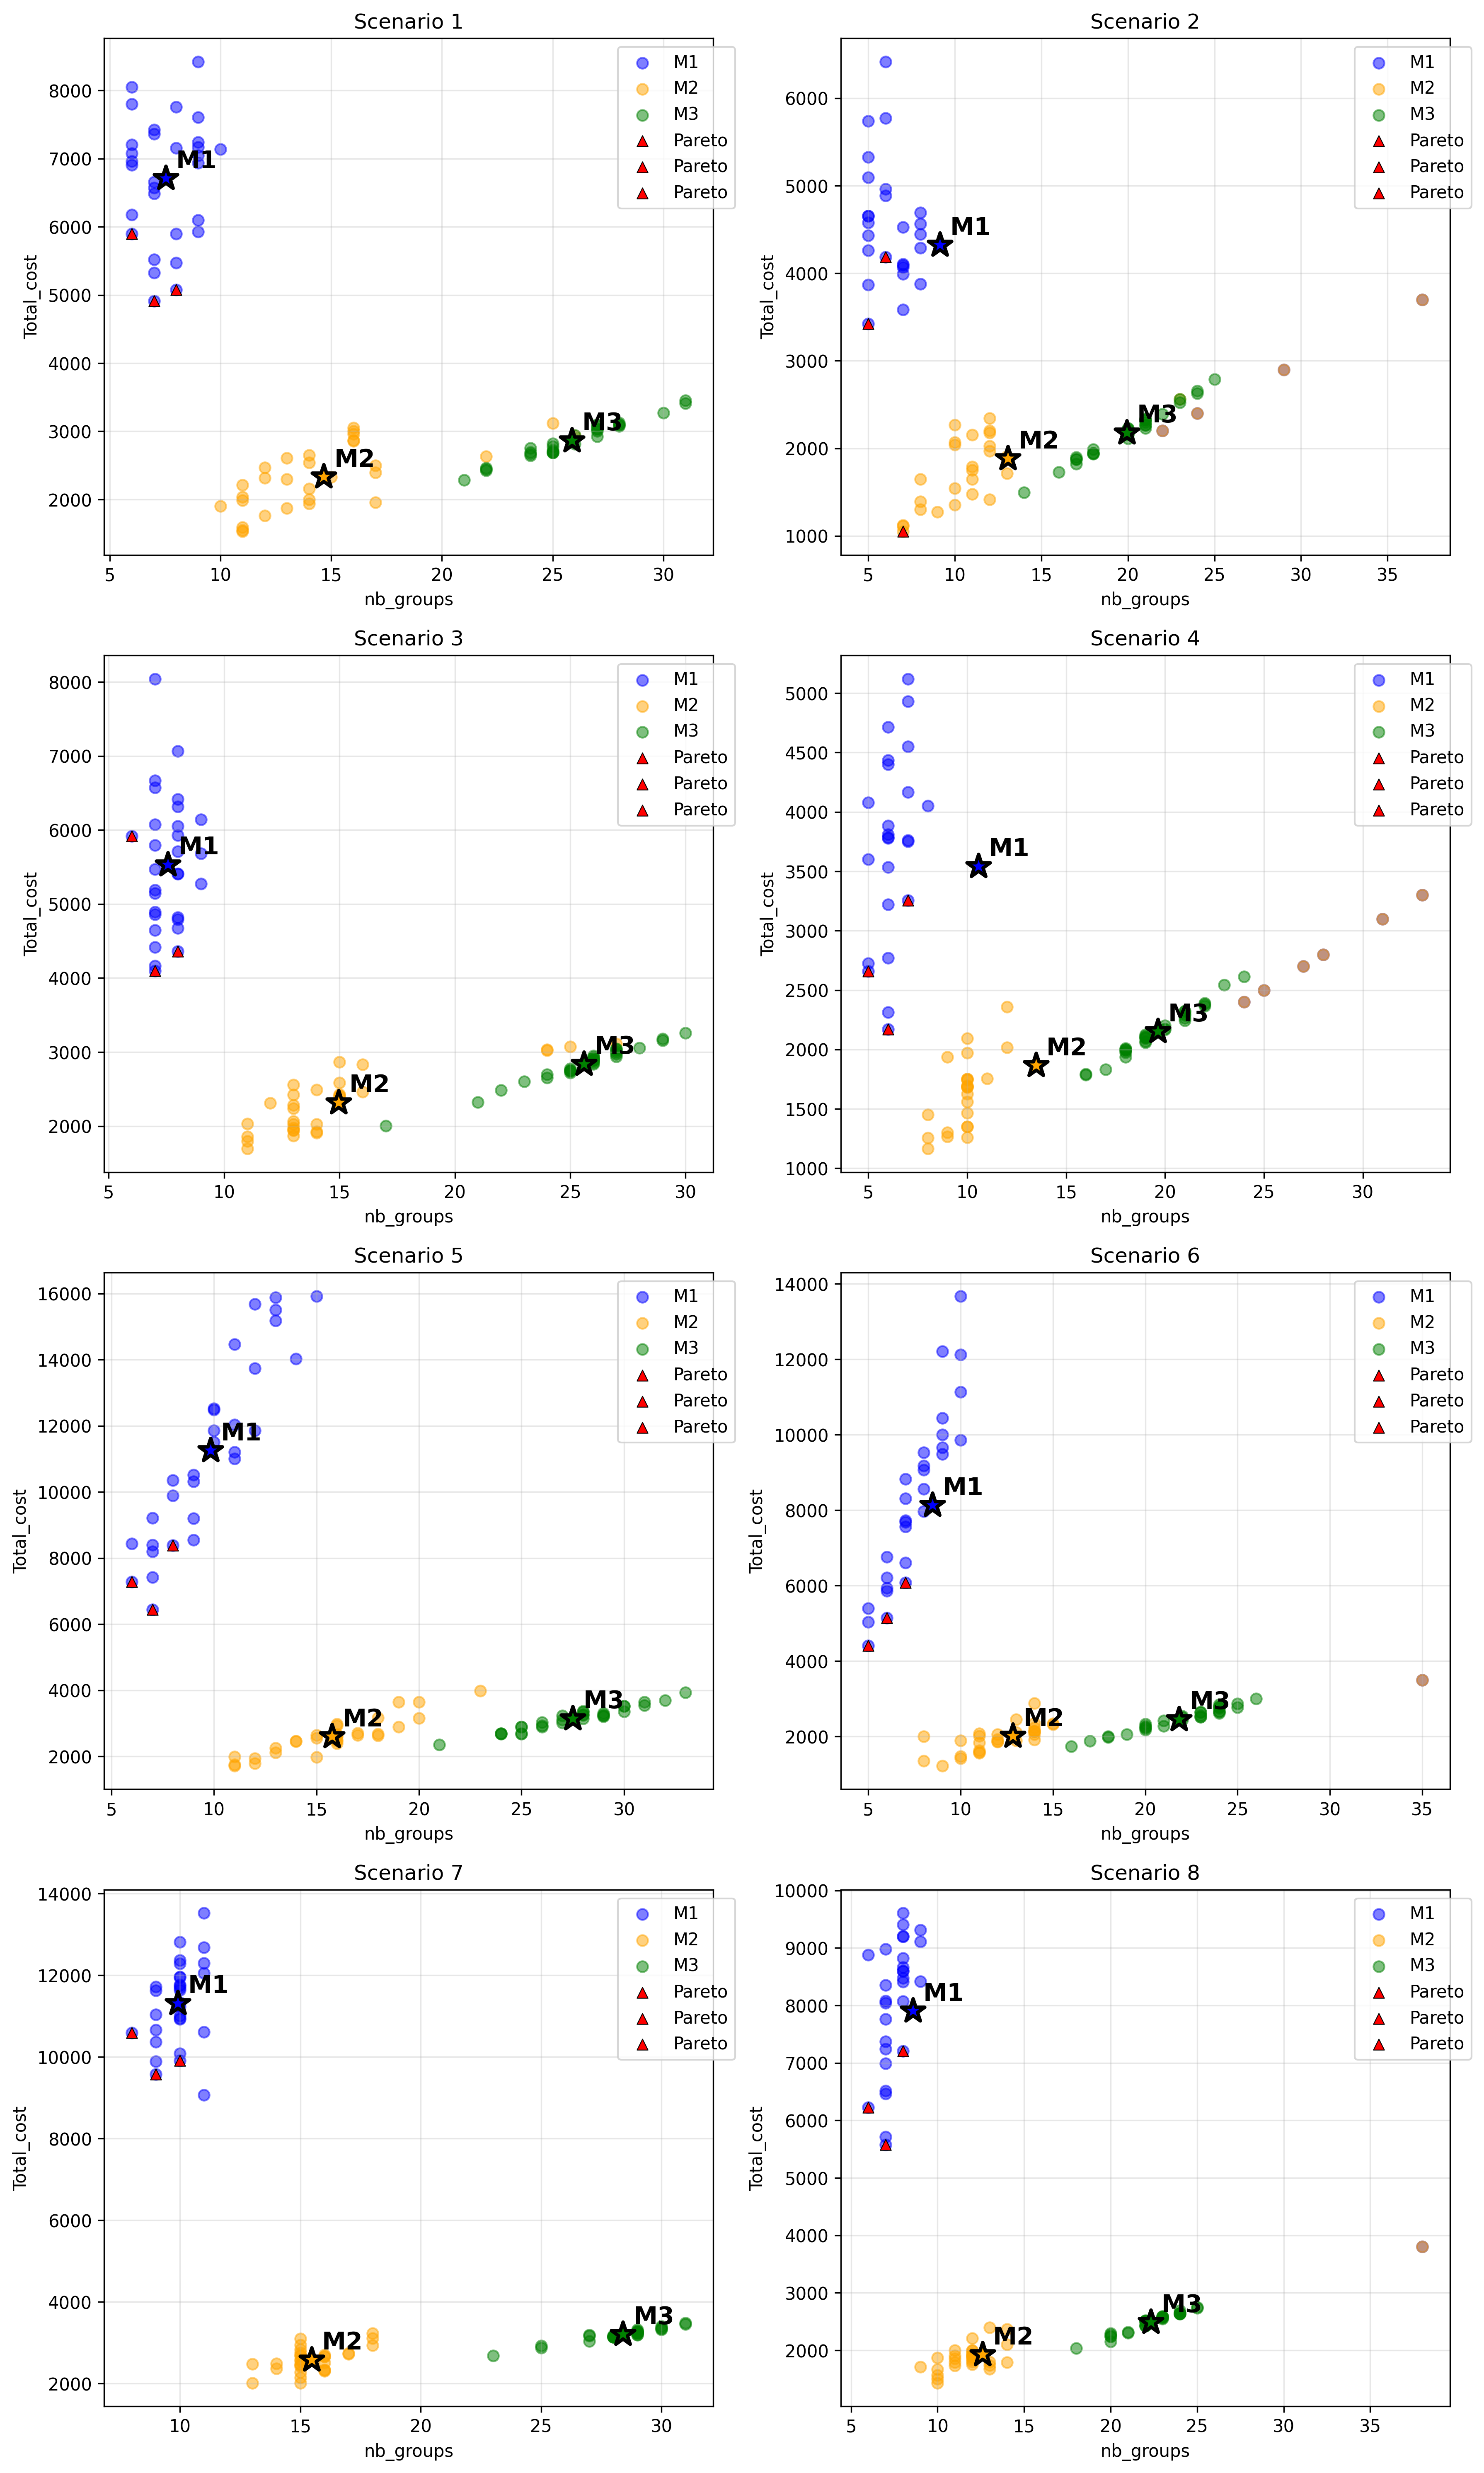 Scenario 1
Total_cost
8000
7000
6000
5000
4000
3000
2000
5
10
15
20
25
30
nb_groups
M1
M2
M3
M1
M2
M3
Pareto
Pareto
Pareto
Scenario 2
Total_cost
6000
5000
4000
3000
2000
1000
5
10
15
20
25
30
35
nb_groups
M1
M2
M3
M1
M2
M3
Pareto
Pareto
Pareto
Scenario 3
Total_cost
8000
7000
6000
5000
4000
3000
2000
5
10
15
20
25
30
nb_groups
M1
M2
M3
M1
M2
M3
Pareto
Pareto
Pareto
Scenario 4
Total_cost
5000
4500
4000
3500
3000
2500
2000
1500
1000
5
10
15
20
25
30
nb_groups
M1
M2
M3
M1
M2
M3
Pareto
Pareto
Pareto
Scenario 5
Total_cost
16000
14000
12000
10000
8000
6000
4000
2000
5
10
15
20
25
30
nb_groups
M1
M2
M3
M1
M2
M3
Pareto
Pareto
Pareto
Scenario 6
Total_cost
14000
12000
10000
8000
6000
4000
2000
5
10
15
20
25
30
35
nb_groups
M1
M2
M3
M1
M2
M3
Pareto
Pareto
Pareto
Scenario 7
Total_cost
14000
12000
10000
8000
6000
4000
2000
10
15
20
25
30
nb_groups
M1
M2
M3
M1
M2
M3
Pareto
Pareto
Pareto
Scenario 8
Total_cost
10000
9000
8000
7000
6000
5000
4000
3000
2000
5
10
15
20
25
30
35
nb_groups
M1
M2
M3
M1
M2
M3
Pareto
Pareto
Pareto